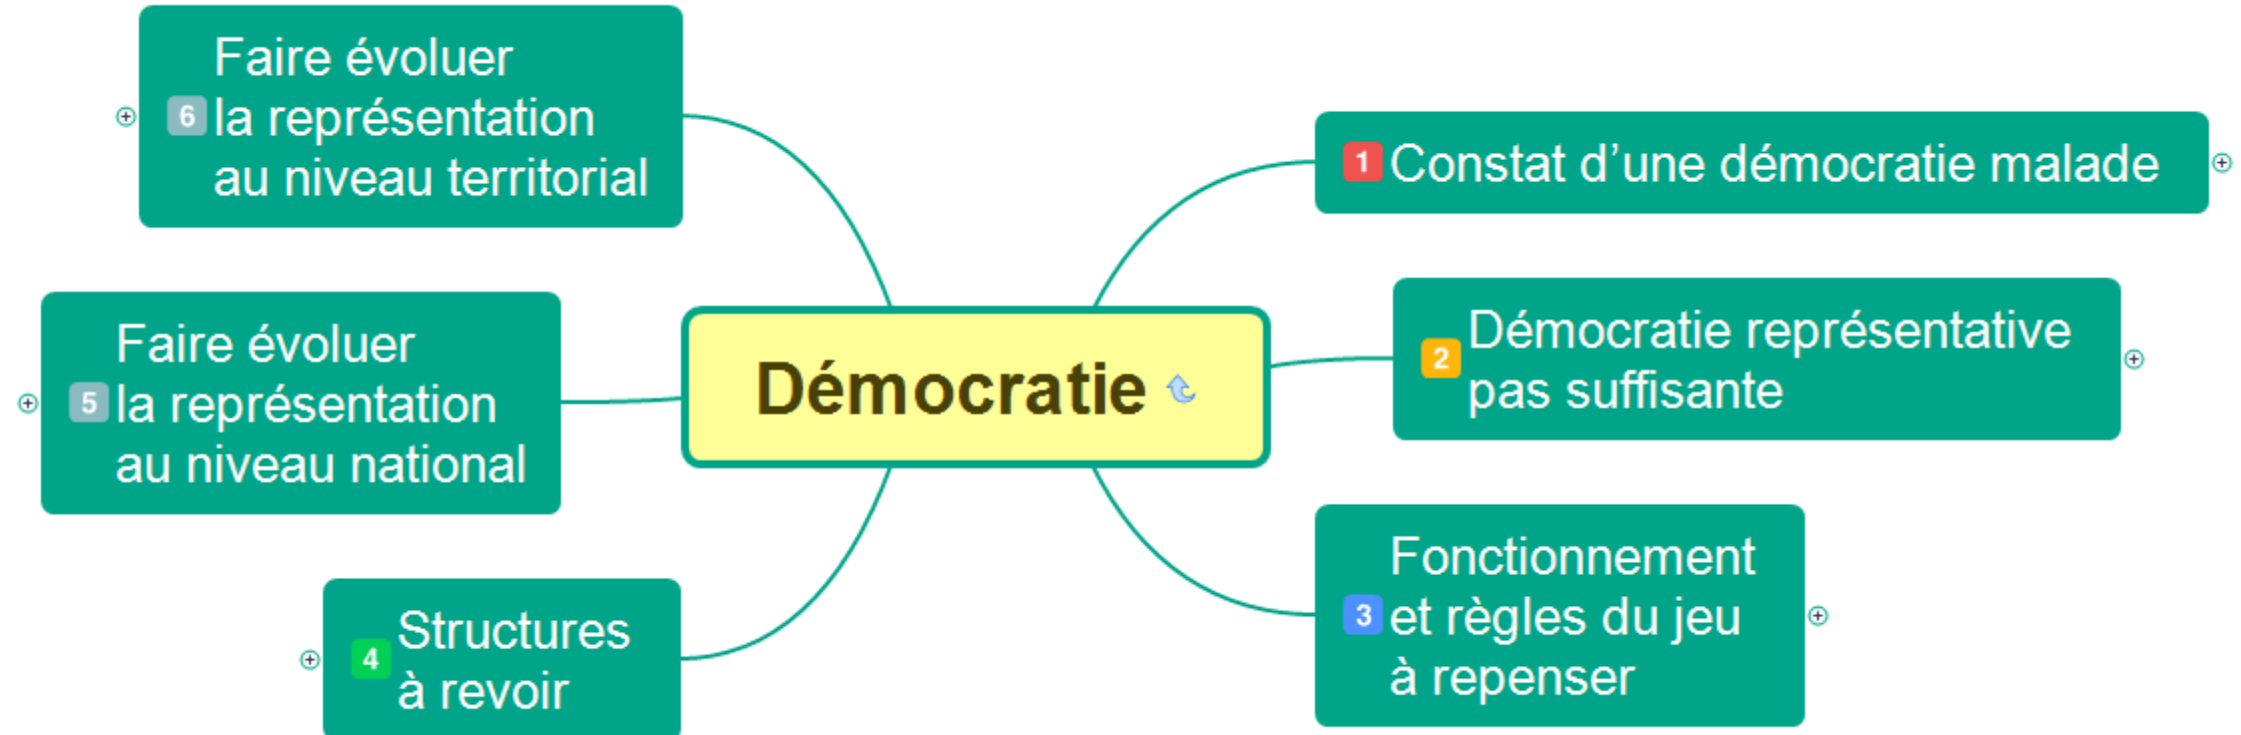 Démocratie
1 Constat d’une démocratie malade
2 Démocratie représentative
pas suffisante
3 Fonctionnement
et règles du jeu
à repenser
4 Structures
à revoir
5 Faire évoluer
la représentation
au niveau national
6 Faire évoluer
la représentation
au niveau territorial